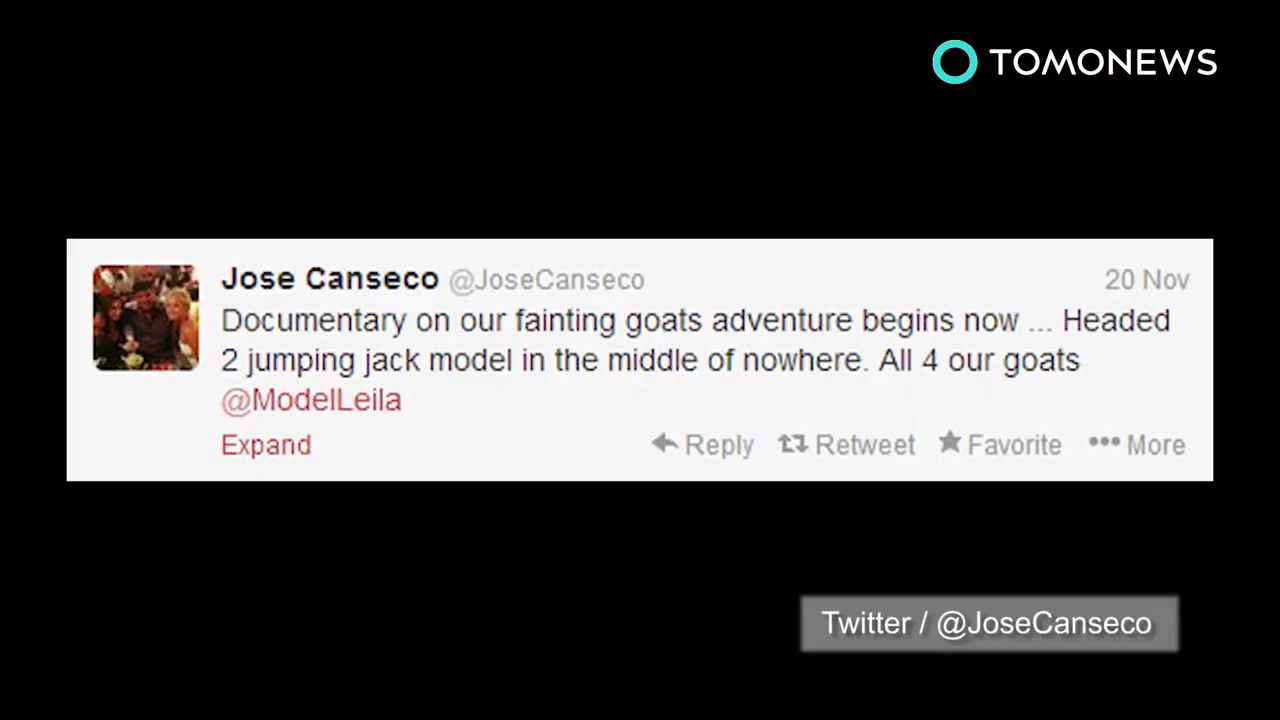 TOMONEWS
Jose Canseco @JoseCanseco 20 Nov
Documentary on our fainting goats adventure begins now ... Headed
2 jumping jack model in the middle of nowhere. All 4 our goats
@ModelLeila
Expand Reply Retweet Favorite More
Twitter / @JoseCanseco